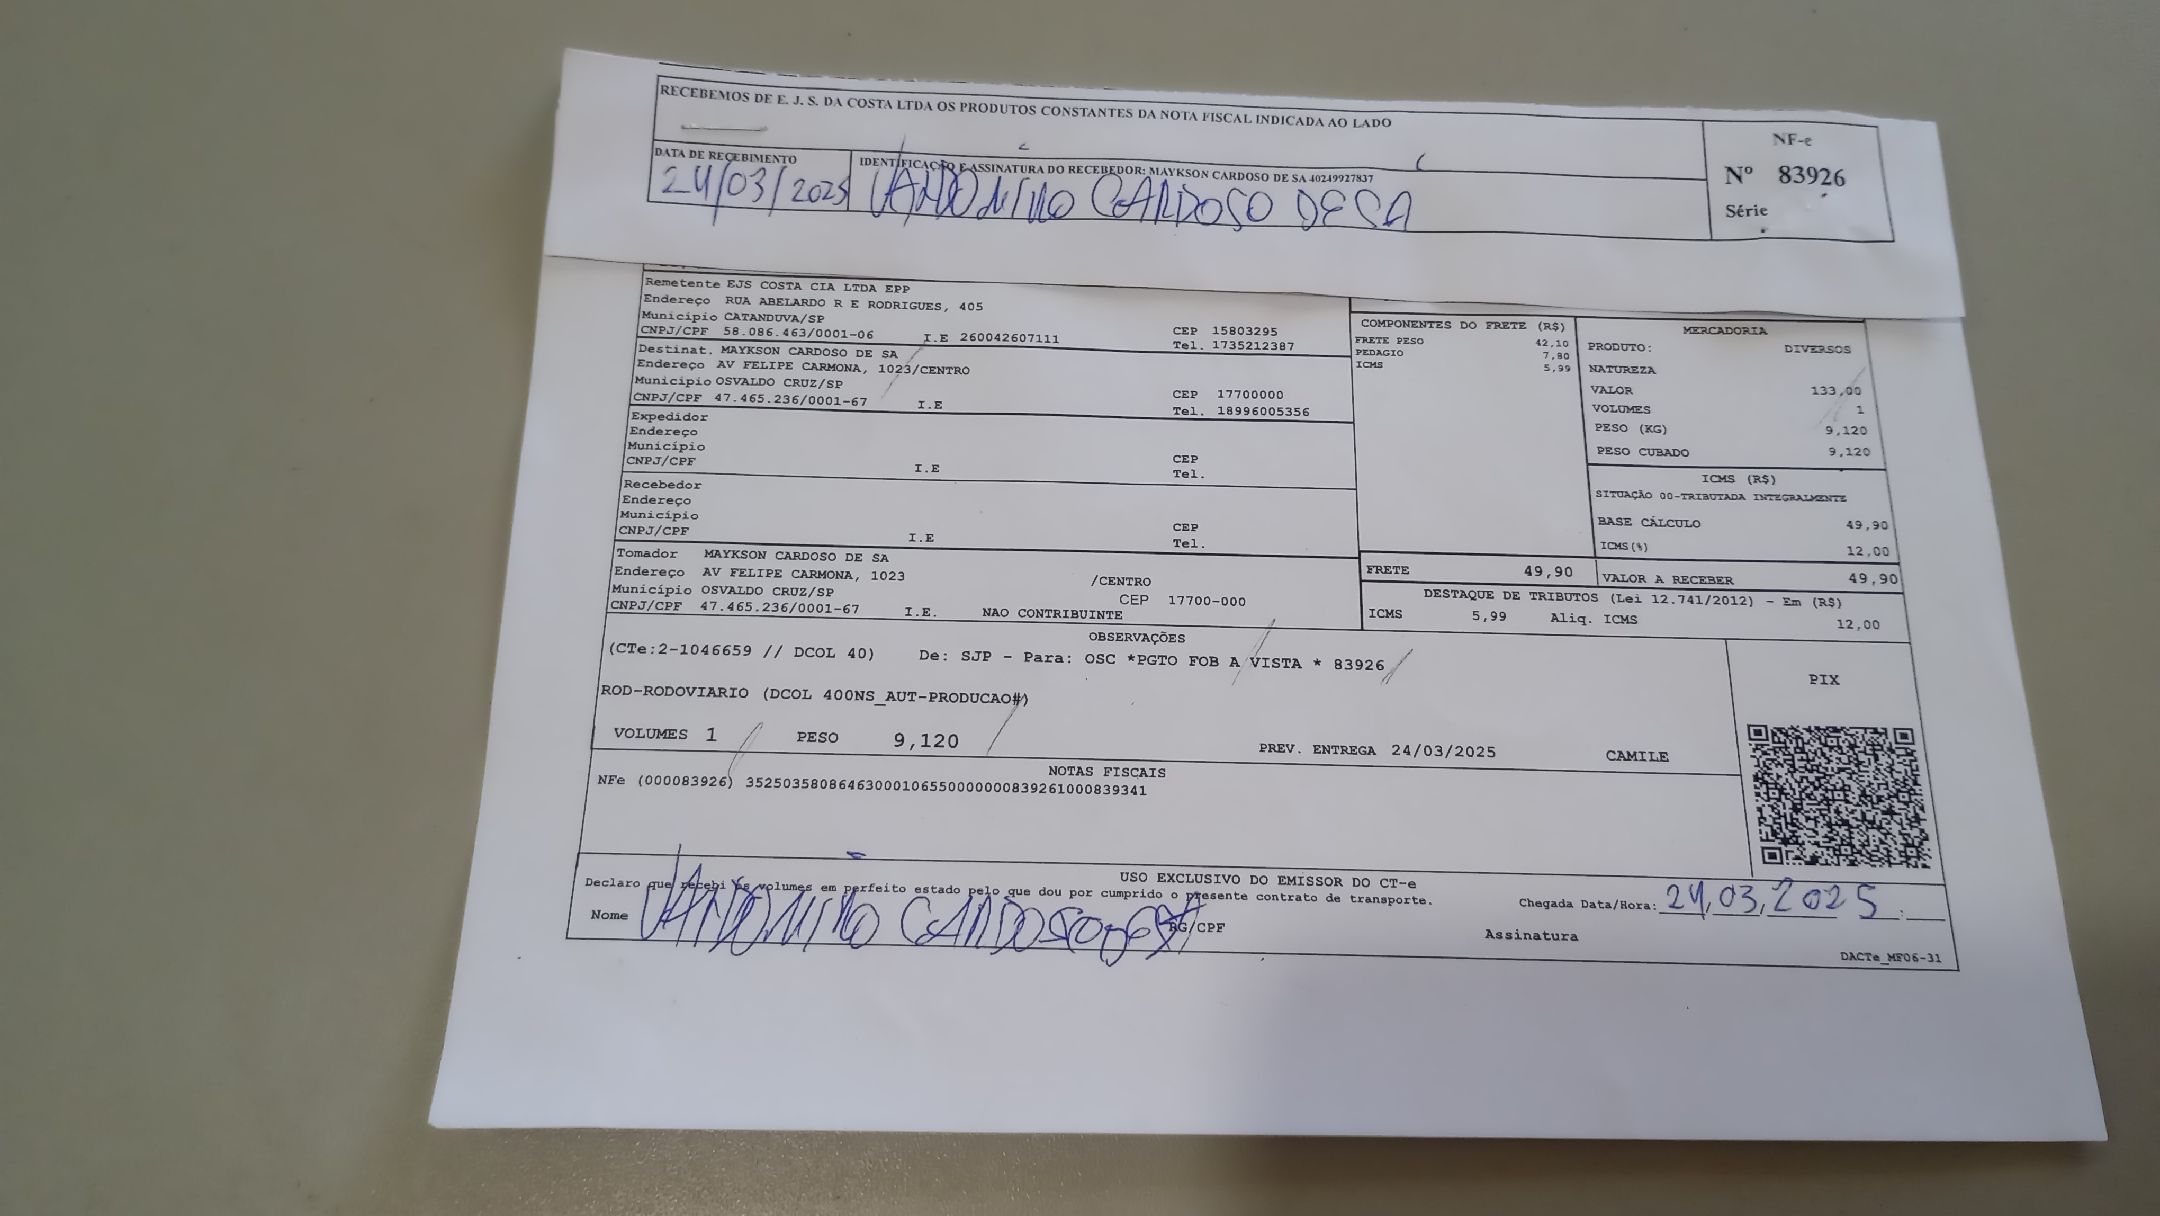 RECEBEMOS DE E. J. S. DA COSTA LTDA OS PRODUTOS CONSTANTES DA NOTA FISCAL INDICADA AO LADO
NF-e
Nº 83926
Série
DATA DE RECEBIMENTO
IDENTIFICAÇÃO E ASSINATURA DO RECEBEDOR: MAYKSON CARDOSO DE SA 40249927837
24/03/2025 CARDOSO DE SA
Remetente EJS COSTA CIA LTDA EPP
Endereço RUA ABELARDO R E RODRIGUES, 405
Município CATANDUVA/SP CEP 15803295
CNPJ/CPF 58.086.463/0001-06 I.E 260042607111 Tel. 1735212387
Destinat. MAYKSON CARDOSO DE SA
Endereço AV FELIPE CARMONA, 1023/CENTRO
Município OSVALDO CRUZ/SP CEP 17700000
CNPJ/CPF 47.465.236/0001-67 I.E Tel. 18996005356
Expedidor
Endereço
Município CEP
CNPJ/CPF I.E Tel.
Recebedor
Endereço
Município CEP
CNPJ/CPF I.E Tel.
Tomador MAYKSON CARDOSO DE SA
Endereço AV FELIPE CARMONA, 1023 /CENTRO
Município OSVALDO CRUZ/SP CEP 17700-000
CNPJ/CPF 47.465.236/0001-67 I.E. NAO CONTRIBUINTE
COMPONENTES DO FRETE (R$)
FRETE PESO 42,10
PEDAGIO 7,80
ICMS 5,99
MERCADORIA
PRODUTO: DIVERSOS
NATUREZA
VALOR 133,00
VOLUMES 1
PESO (KG) 9,120
PESO CUBADO 9,120
ICMS (R$)
SITUAÇÃO 00-TRIBUTADA INTEGRALMENTE
BASE CÁLCULO 49,90
ICMS(%) 12,00
FRETE 49,90 VALOR A RECEBER 49,90
DESTAQUE DE TRIBUTOS (Lei 12.741/2012) - Em (R$)
ICMS 5,99 Aliq. ICMS 12,00
OBSERVAÇÕES
(CTe:2-1046659 // DCOL 40) De: SJP - Para: OSC *PGTO FOB A VISTA * 83926
ROD-RODOVIARIO (DCOL 400NS_AUT-PRODUCAO#)
VOLUMES 1 PESO 9,120 PREV. ENTREGA 24/03/2025 CAMILE
PIX
NOTAS FISCAIS
NFe (000083926) 35250358086463000106550000000839261000839341
USO EXCLUSIVO DO EMISSOR DO CT-e
Declaro que recebi os volumes em perfeito estado pelo que dou por cumprido o presente contrato de transporte.
Chegada Data/Hora: 24,03,2025 :
Nome CARDOSO RG/CPF Assinatura
DACTe_MF06-31